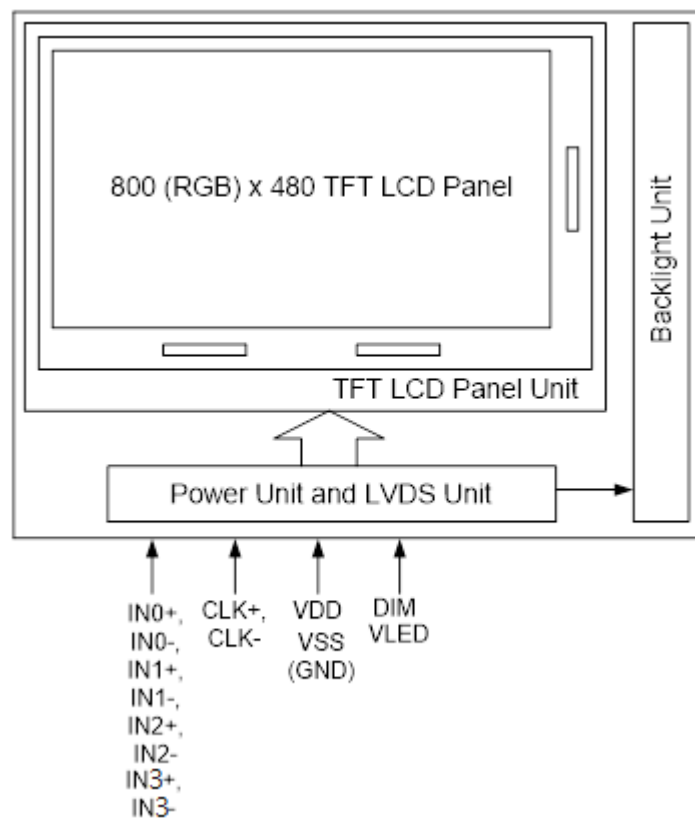 800 (RGB) x 480 TFT LCD Panel
Backlight Unit
TFT LCD Panel Unit
Power Unit and LVDS Unit
IN0+,
IN0-,
IN1+,
IN1-,
IN2+,
IN2-
IN3+,
IN3-
CLK+,
CLK-
VDD
VSS
(GND)
DIM
VLED